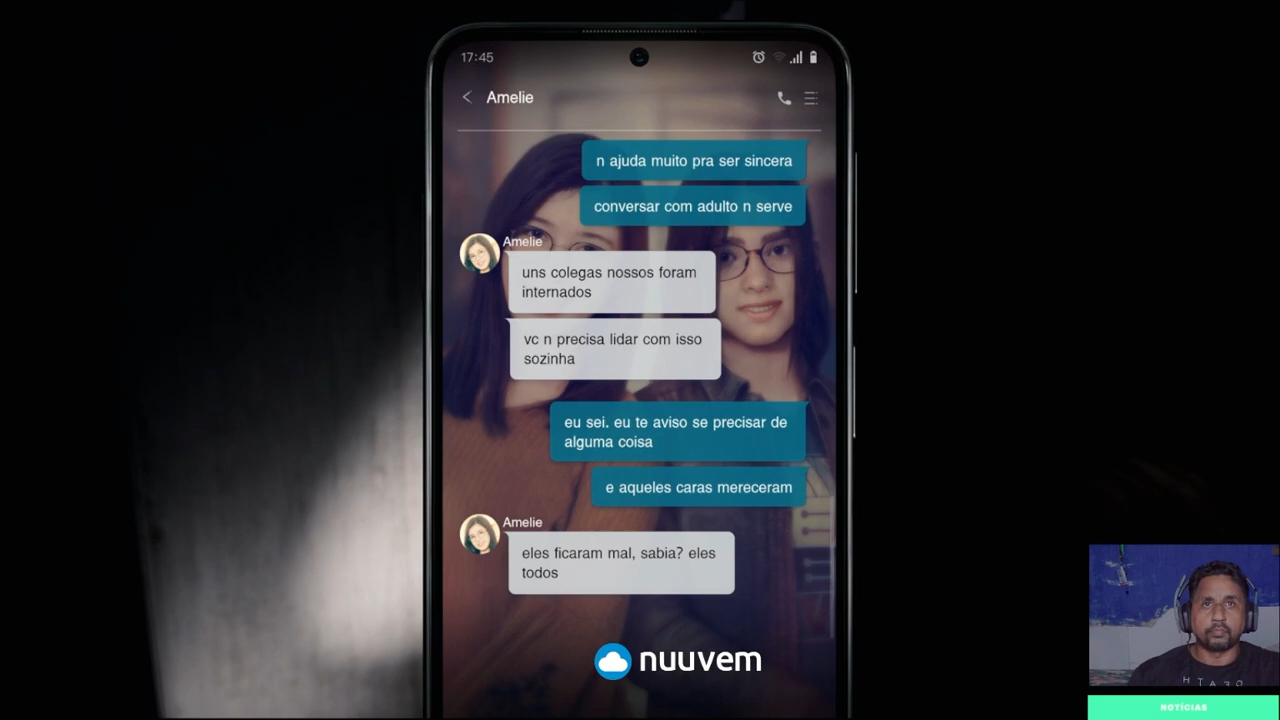 17:45
Amelie
n ajuda muito pra ser sincera
conversar com adulto n serve
Amelie
uns colegas nossos foram
internados
vc n precisa lidar com isso
sozinha
eu sei. eu te aviso se precisar de
alguma coisa
e aqueles caras mereceram
Amelie
eles ficaram mal, sabia? eles
todos
nuuvem
NOTÍCIAS